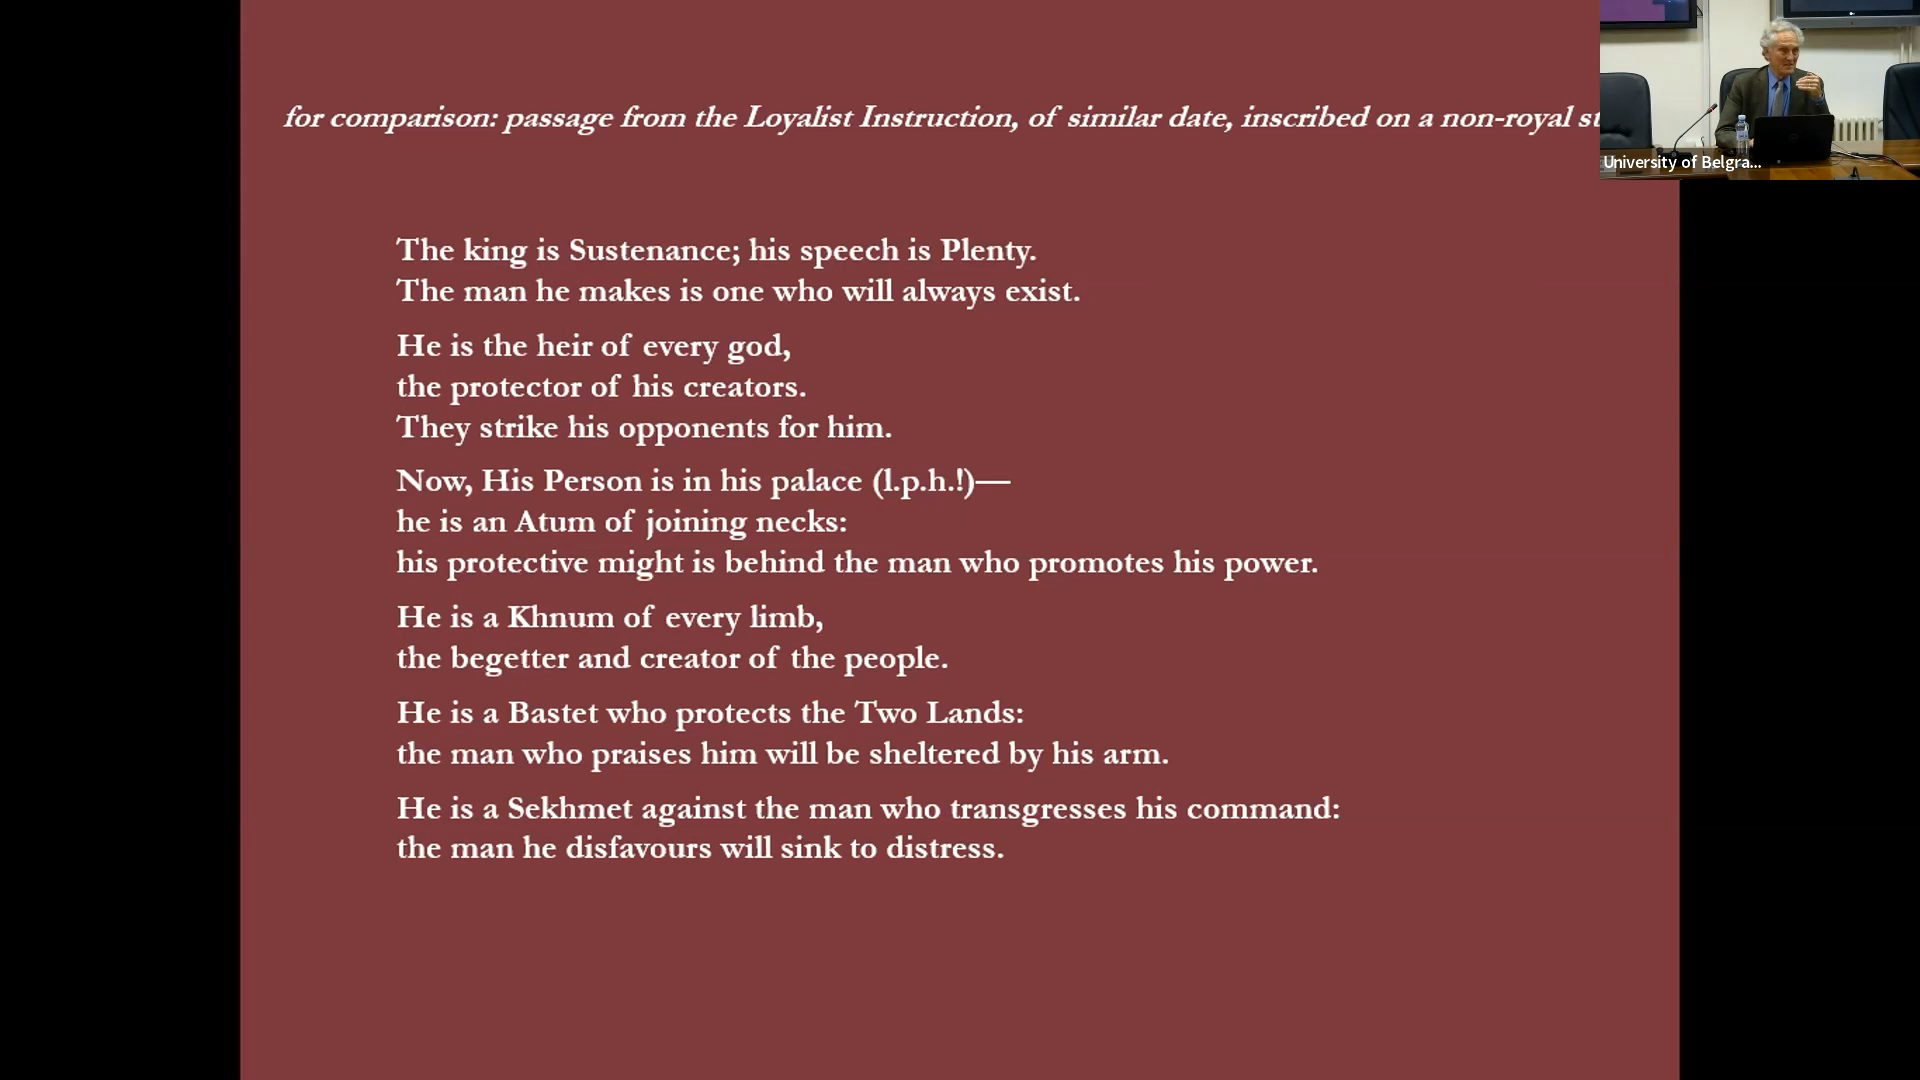 for comparison: passage from the Loyalist Instruction, of similar date, inscribed on a non-royal
University of Belgra...
The king is Sustenance; his speech is Plenty.
The man he makes is one who will always exist.
He is the heir of every god,
the protector of his creators.
They strike his opponents for him.
Now, His Person is in his palace (l.p.h.!)—
he is an Atum of joining necks:
his protective might is behind the man who promotes his power.
He is a Khnum of every limb,
the begetter and creator of the people.
He is a Bastet who protects the Two Lands:
the man who praises him will be sheltered by his arm.
He is a Sekhmet against the man who transgresses his command:
the man he disfavours will sink to distress.